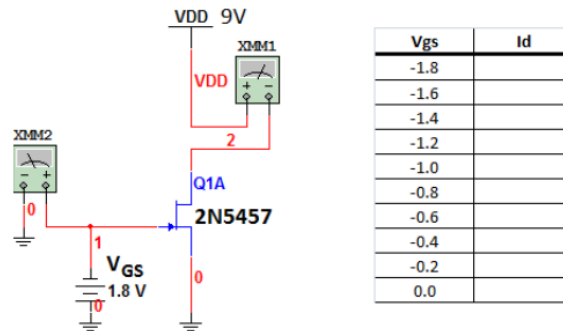 VDD 9V
XMM1
VDD
2
XMM2
Q1A
2N5457
0
1
VGS
1.8 V
0
0
Vgs Id
-1.8
-1.6
-1.4
-1.2
-1.0
-0.8
-0.6
-0.4
-0.2
0.0